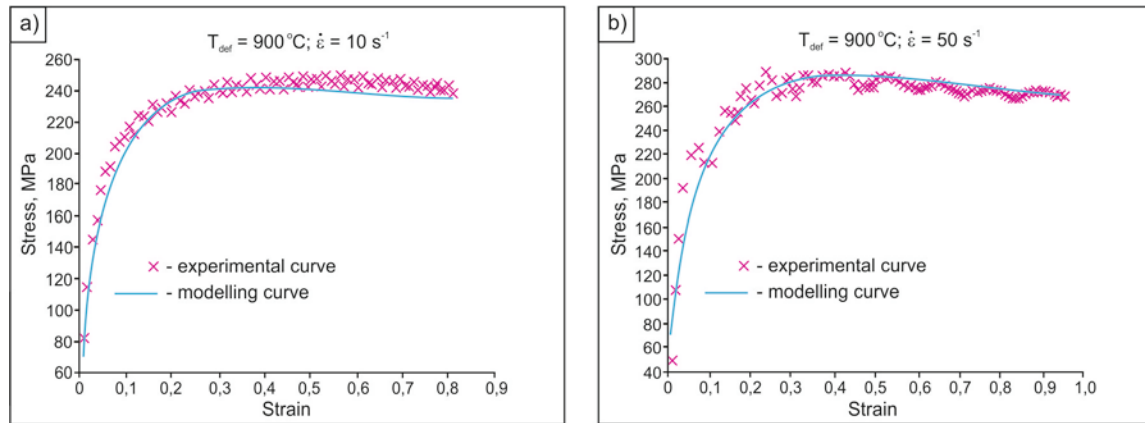 a)
T_def = 900 °C; ε̇ = 10 s⁻¹
260
240
220
200
180
160
140
120
100
80
60
Stress, MPa
× - experimental curve
- modelling curve
0 0,1 0,2 0,3 0,4 0,5 0,6 0,7 0,8 0,9
Strain
b)
T_def = 900 °C; ε̇ = 50 s⁻¹
300
280
260
240
220
200
180
160
140
120
100
80
60
40
Stress, MPa
× - experimental curve
- modelling curve
0 0,1 0,2 0,3 0,4 0,5 0,6 0,7 0,8 0,9 1,0
Strain